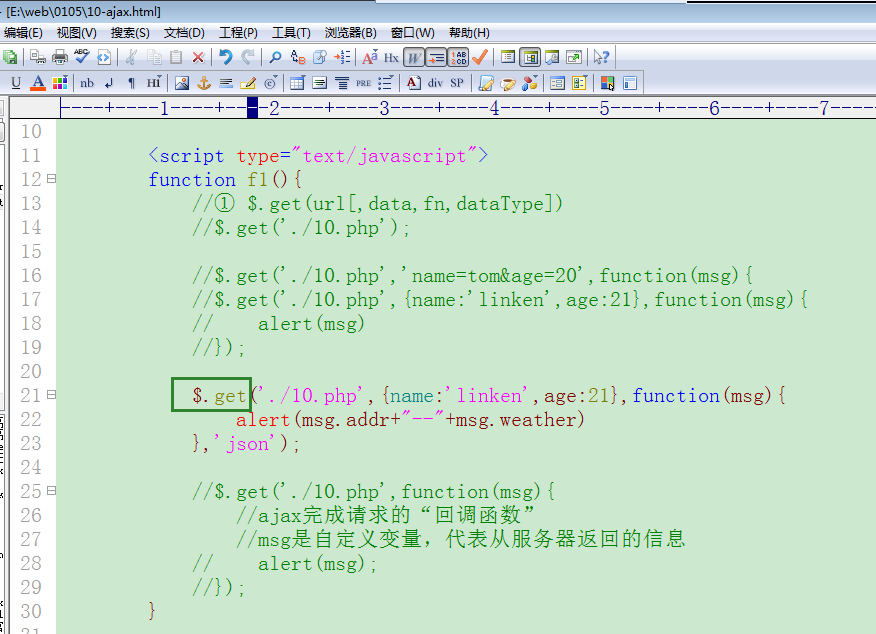 [E:\web\0105\10-ajax.html]
编辑(E) 视图(V) 搜索(S) 文档(D) 工程(P) 工具(T) 浏览器(B) 窗口(W) 帮助(H)
ABC Hx W 1AB 2CD
U A nb ¶ HI PRE A div SP
1 2 3 4 5 6 7
10
11 <script type="text/javascript">
12 function f1(){
13 //① $.get(url[,data,fn,dataType])
14 //$.get('./10.php');
15
16 //$.get('./10.php','name=tom&age=20',function(msg){
17 //$.get('./10.php',{name:'linken',age:21},function(msg){
18 // alert(msg)
19 //});
20
21 $.get('./10.php',{name:'linken',age:21},function(msg){
22 alert(msg.addr+"--"+msg.weather)
23 },'json');
24
25 //$.get('./10.php',function(msg){
26 //ajax完成请求的“回调函数”
27 //msg是自定义变量，代表从服务器返回的信息
28 // alert(msg);
29 //});
30 }